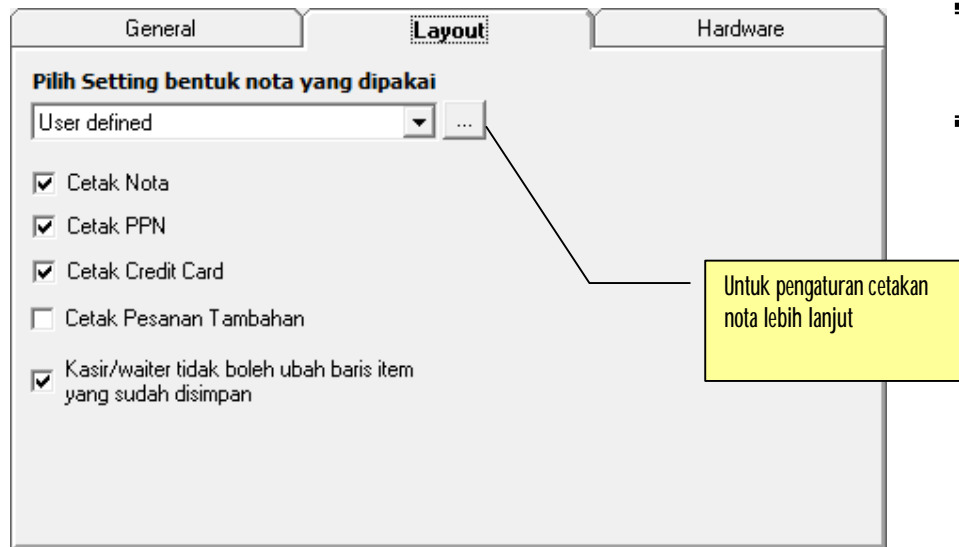 General Layout Hardware
Pilih Setting bentuk nota yang dipakai
User defined ...
Cetak Nota
Cetak PPN
Cetak Credit Card
Cetak Pesanan Tambahan
Kasir/waiter tidak boleh ubah baris item
yang sudah disimpan
Untuk pengaturan cetakan
nota lebih lanjut